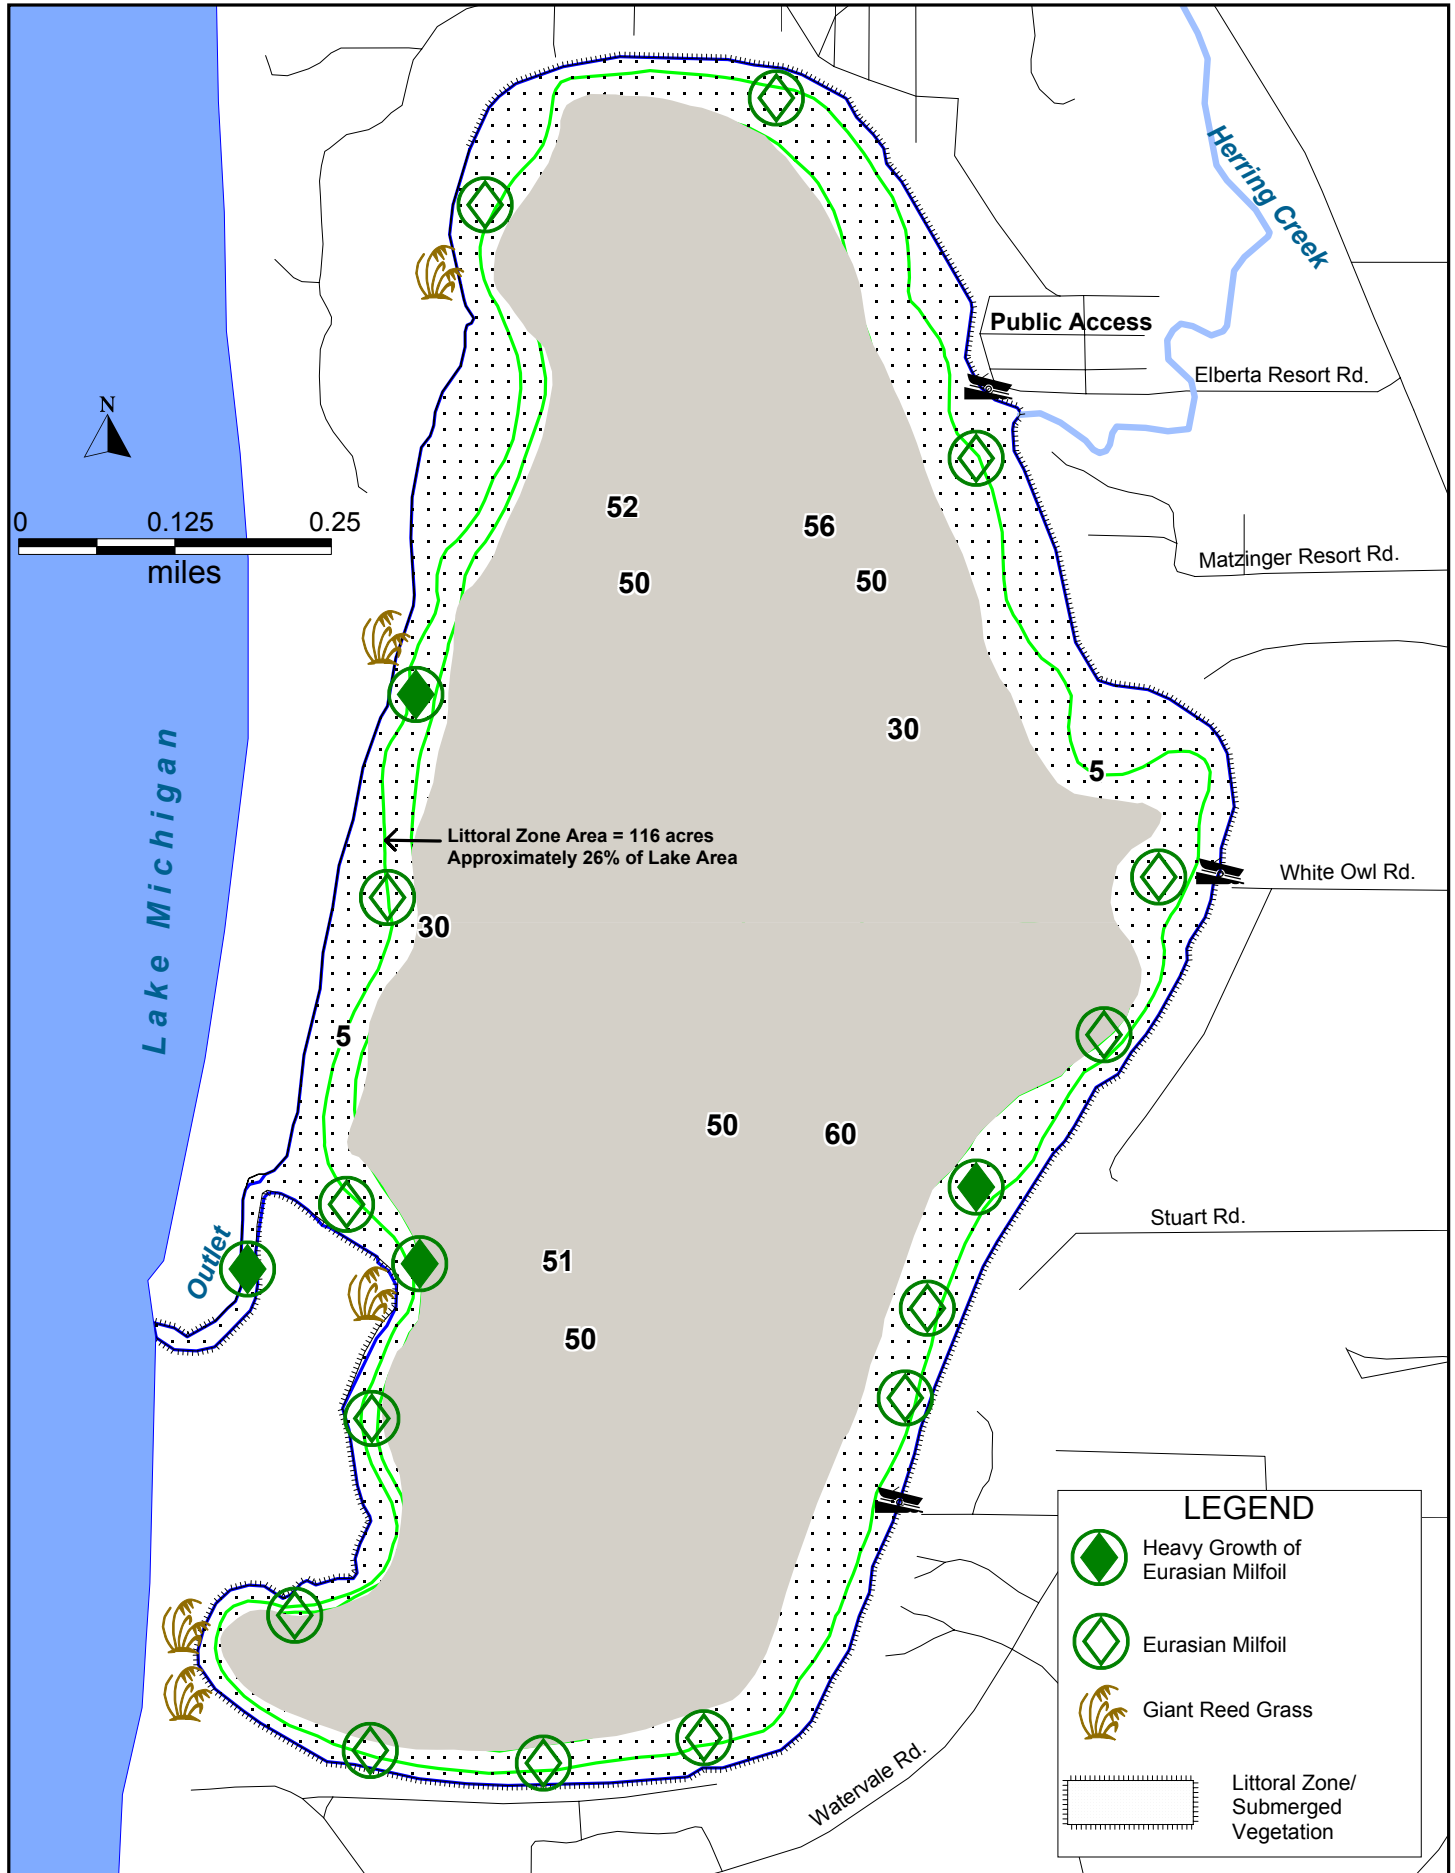 Herring Creek
Public Access
Elberta Resort Rd.
N
0 0.125 0.25
miles
52
56
50
50
Matzinger Resort Rd.
30
5
Lake Michigan
Littoral Zone Area = 116 acres
Approximately 26% of Lake Area
White Owl Rd.
30
5
50
60
Stuart Rd.
Outlet
51
50
LEGEND
Heavy Growth of
Eurasian Milfoil
Eurasian Milfoil
Giant Reed Grass
Watervale Rd.
Littoral Zone/
Submerged
Vegetation